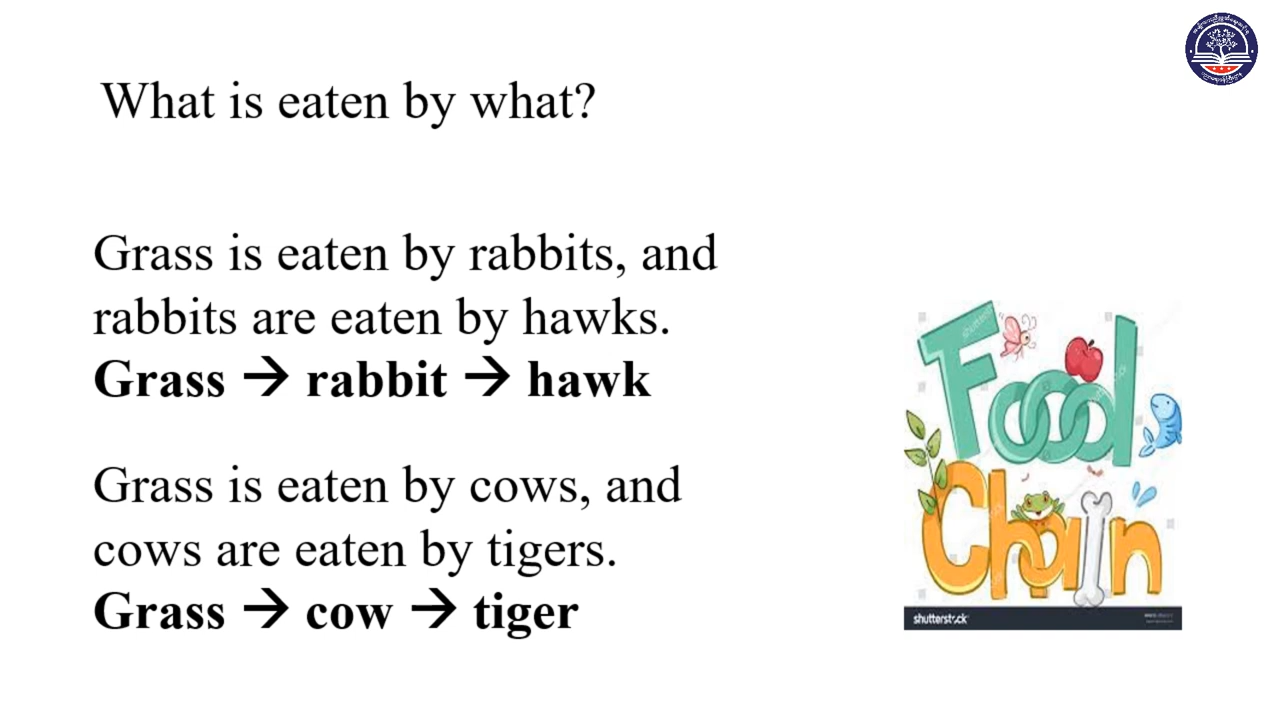 What is eaten by what?
Grass is eaten by rabbits, and
rabbits are eaten by hawks.
Grass → rabbit → hawk
Grass is eaten by cows, and
cows are eaten by tigers.
Grass → cow → tiger
Food
Chain
shutterstock